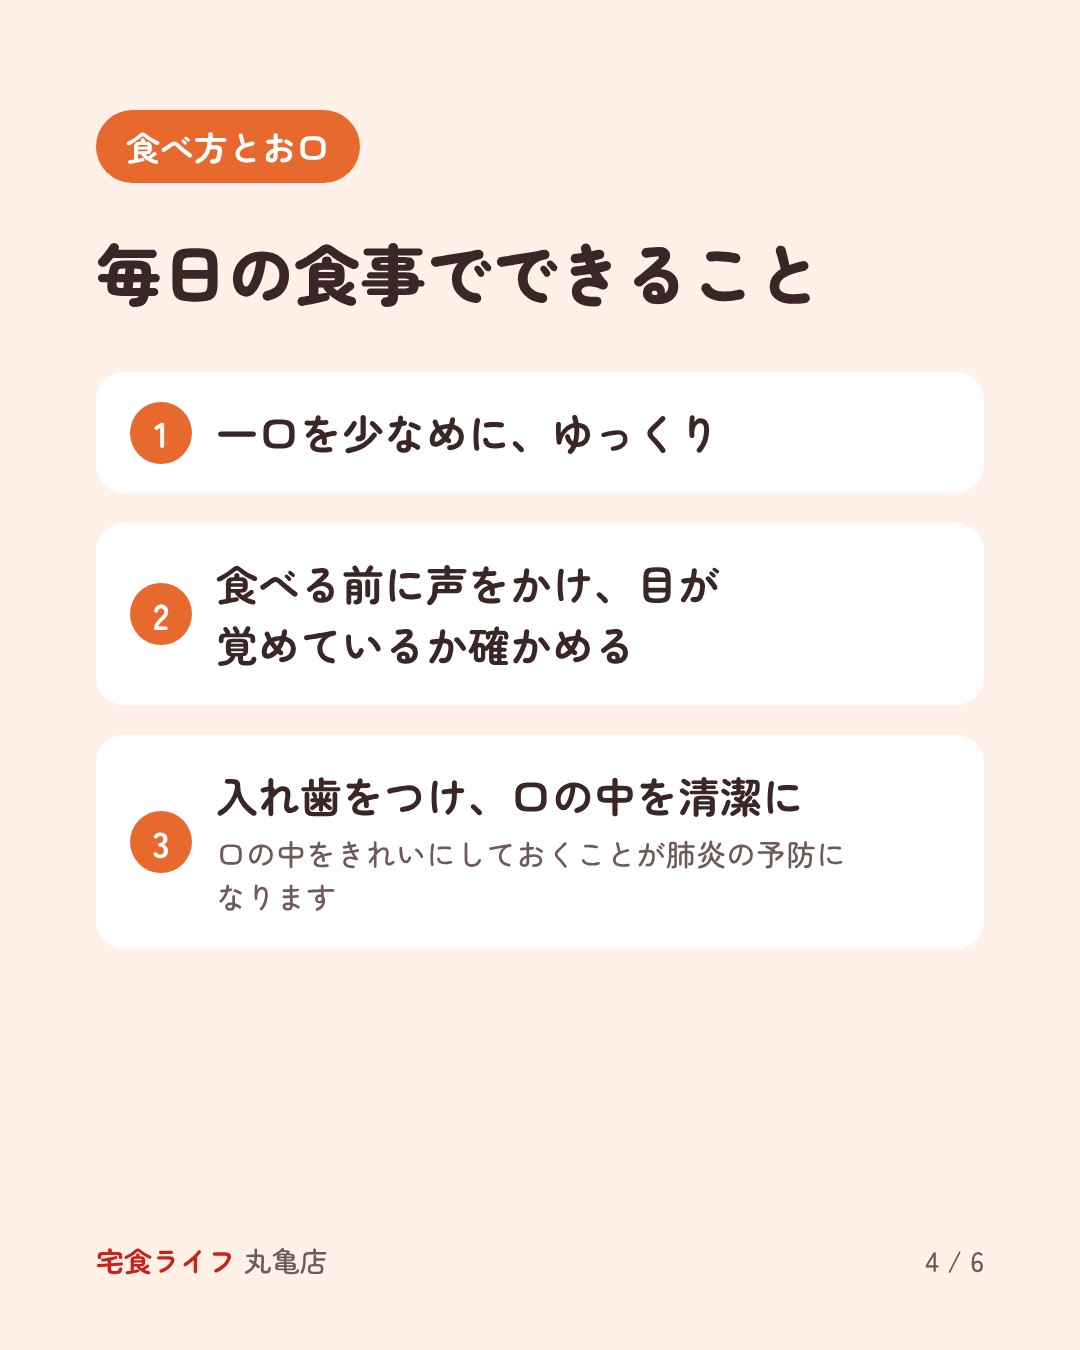 食べ方とお口
毎日の食事でできること
1 一口を少なめに、ゆっくり
2 食べる前に声をかけ、目が
覚めているか確かめる
3 入れ歯をつけ、口の中を清潔に
口の中をきれいにしておくことが肺炎の予防に
なります
宅食ライフ 丸亀店
4 / 6